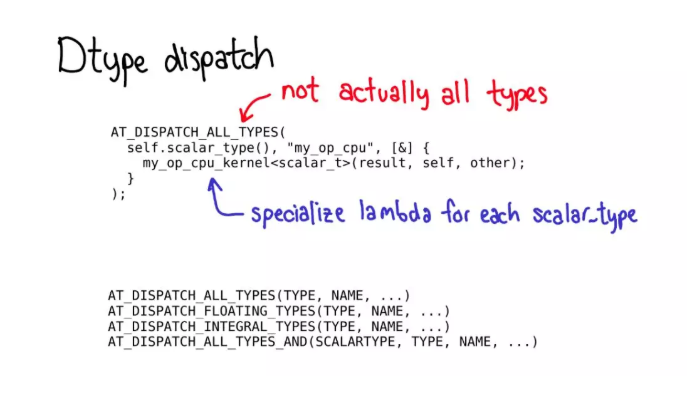 Dtype dispatch
not actually all types
AT_DISPATCH_ALL_TYPES(
  self.scalar_type(), "my_op_cpu", [&] {
    my_op_cpu_kernel<scalar_t>(result, self, other);
  }
);
specialize lambda for each scalar_type
AT_DISPATCH_ALL_TYPES(TYPE, NAME, ...)
AT_DISPATCH_FLOATING_TYPES(TYPE, NAME, ...)
AT_DISPATCH_INTEGRAL_TYPES(TYPE, NAME, ...)
AT_DISPATCH_ALL_TYPES_AND(SCALARTYPE, TYPE, NAME, ...)